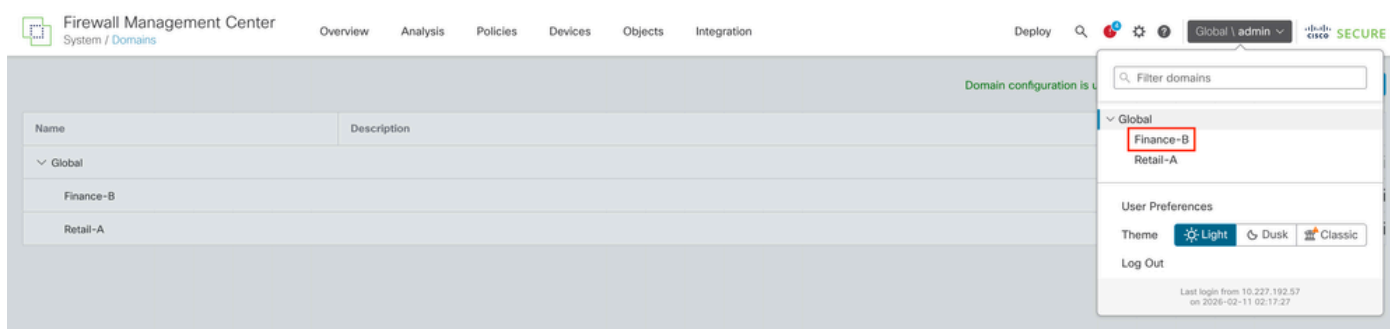 Firewall Management Center
System / Domains
Overview Analysis Policies Devices Objects Integration Deploy 4 Global \ admin cisco SECURE
Filter domains
Domain configuration is u
Name Description
Global
Finance-B
Retail-A
Global
Finance-B
Retail-A
User Preferences
Theme Light Dusk Classic
Log Out
Last login from 10.227.192.57
on 2026-02-11 02:17:27